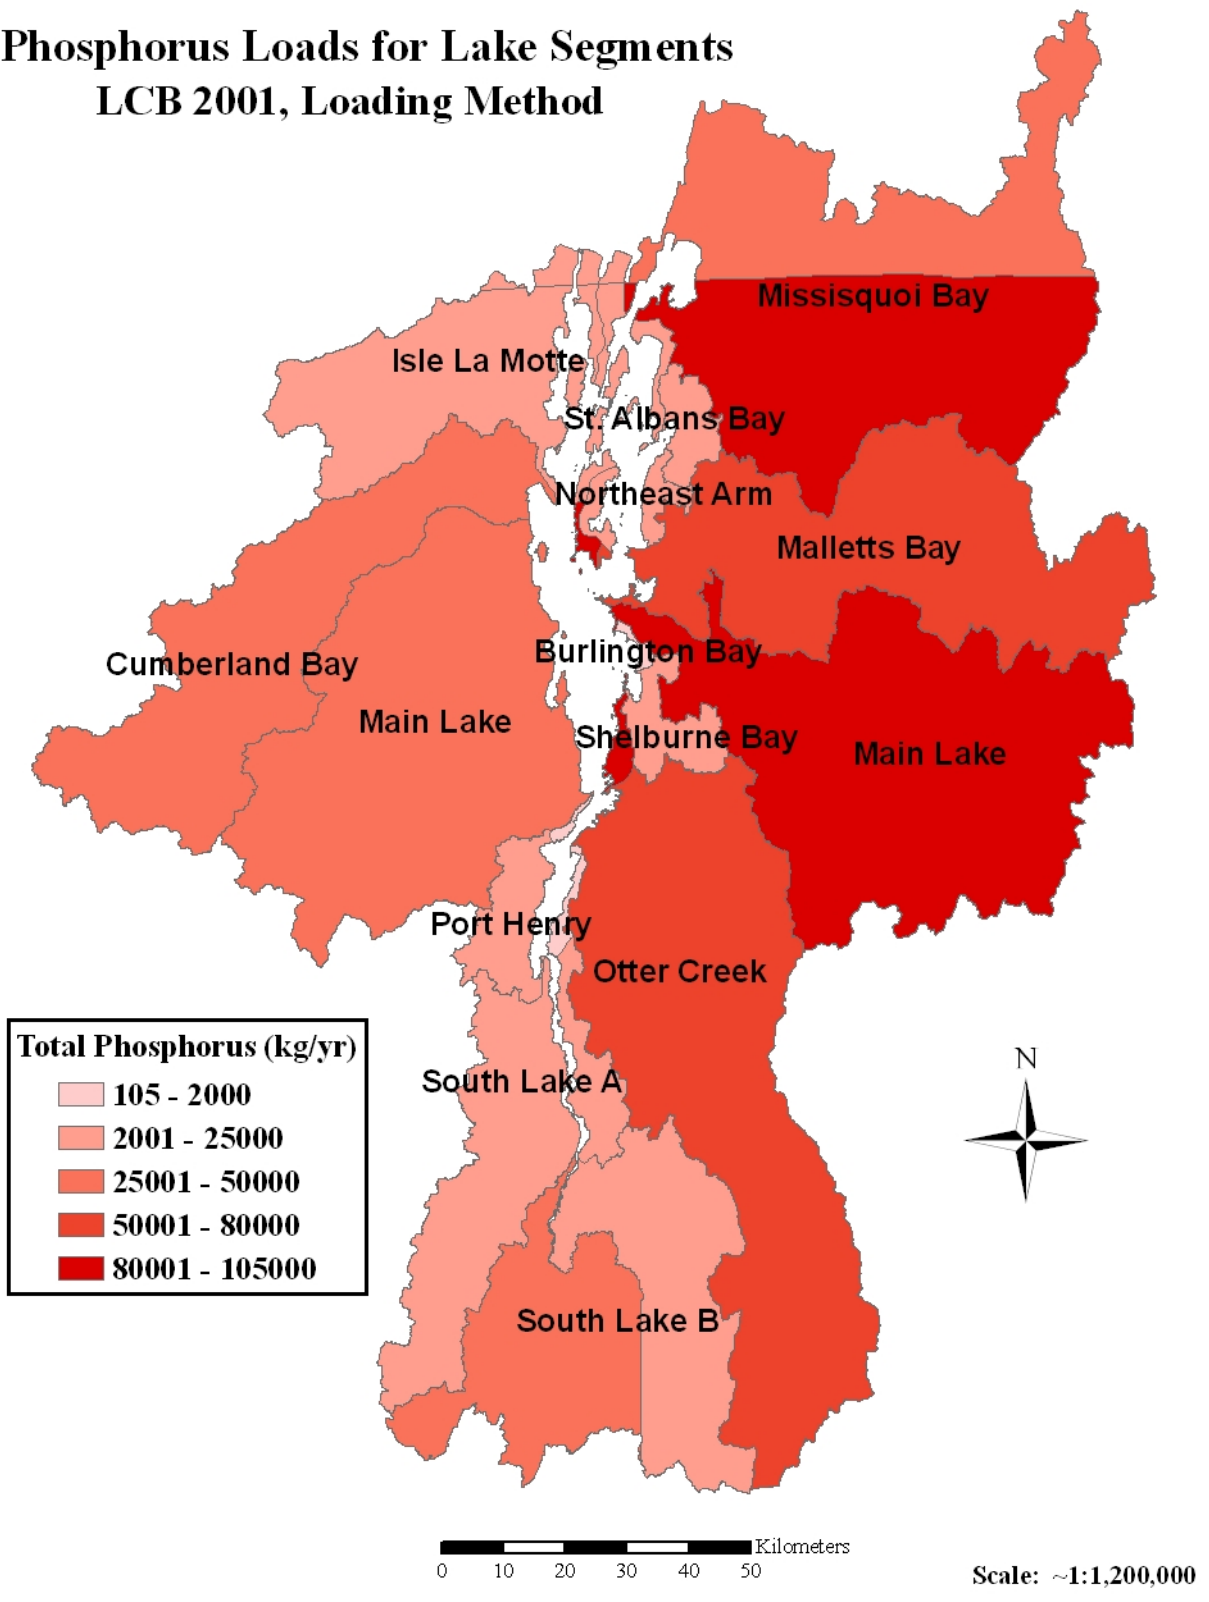 Phosphorus Loads for Lake Segments
LCB 2001, Loading Method
Missisquoi Bay
Isle La Motte
St. Albans Bay
Northeast Arm
Malletts Bay
Burlington Bay
Cumberland Bay
Main Lake
Shelburne Bay
Main Lake
Port Henry
Otter Creek
South Lake A
South Lake B
Total Phosphorus (kg/yr)
105 - 2000
2001 - 25000
25001 - 50000
50001 - 80000
80001 - 105000
N
Kilometers
0 10 20 30 40 50
Scale: ~1:1,200,000